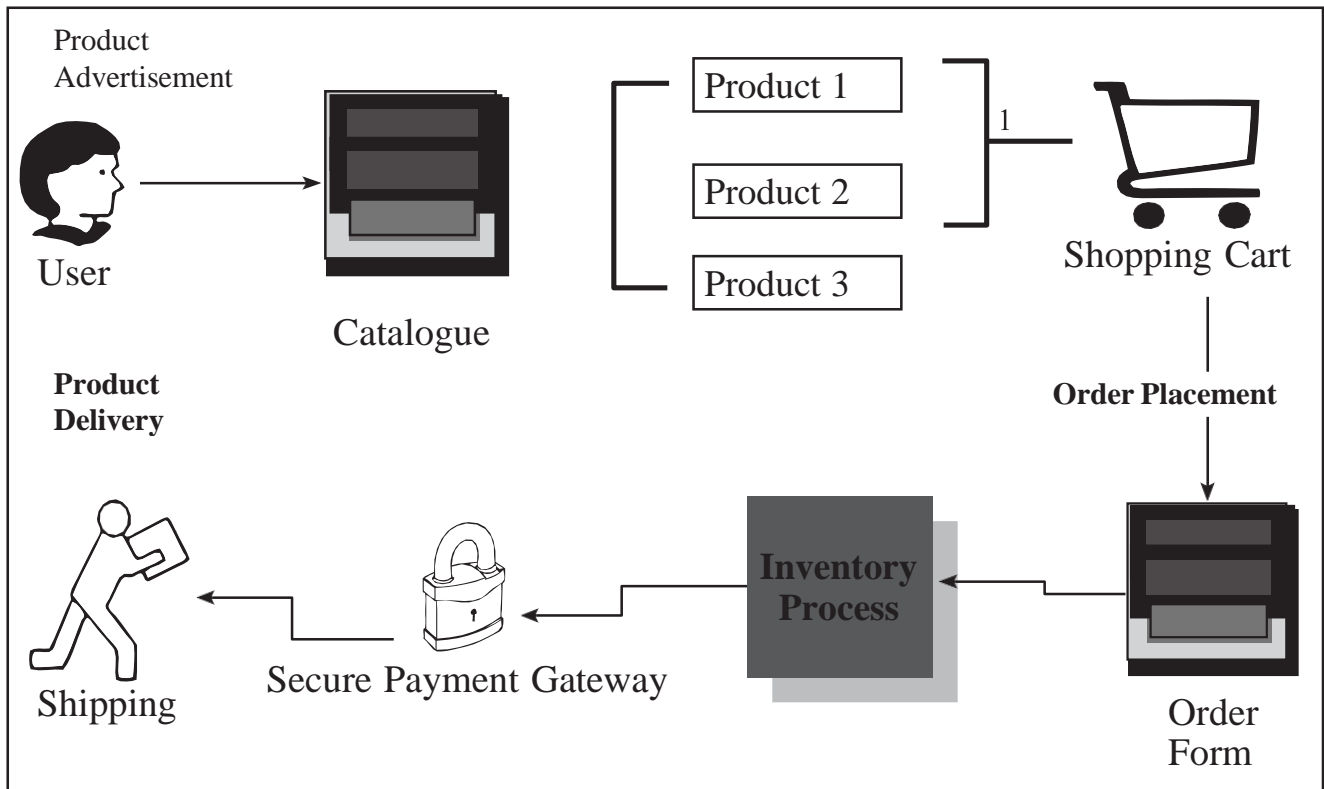 Product
Advertisement
User
Catalogue
Product 1
Product 2
Product 3
1
Shopping Cart
Order Placement
Order
Form
Inventory
Process
Secure Payment Gateway
Product
Delivery
Shipping